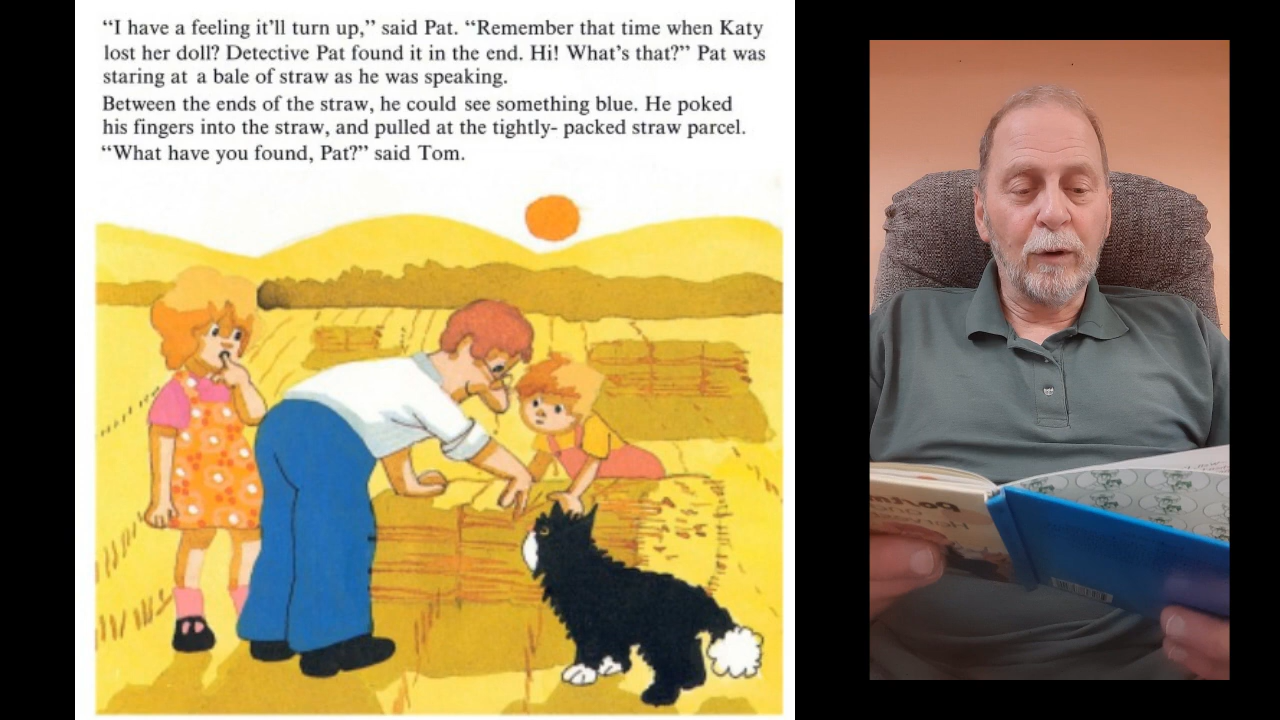 “I have a feeling it’ll turn up,” said Pat. “Remember that time when Katy
lost her doll? Detective Pat found it in the end. Hi! What’s that?” Pat was
staring at a bale of straw as he was speaking.
Between the ends of the straw, he could see something blue. He poked
his fingers into the straw, and pulled at the tightly- packed straw parcel.
“What have you found, Pat?” said Tom.